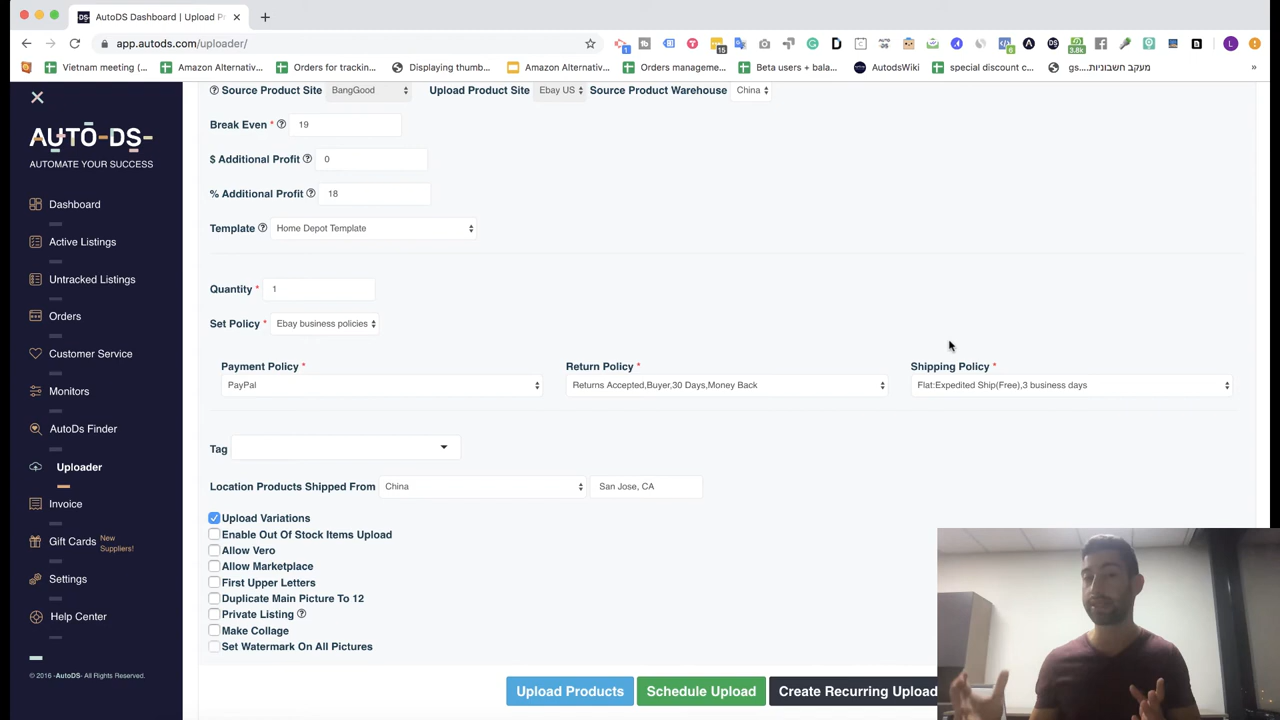 AutoDS Dashboard | Upload Pr
app.autods.com/uploader/
Vietnam meeting (...
Amazon Alternativ...
Orders for trackin...
Displaying thumb...
Amazon Alternativ...
Orders manageme...
Beta users + bala...
AutodsWiki
special discount c...
gs....מעקב חשבוניות
»
AUTO-DS-
AUTOMATE YOUR SUCCESS
Dashboard
Active Listings
Untracked Listings
Orders
Customer Service
Monitors
AutoDs Finder
Uploader
Invoice
Gift Cards New Suppliers!
Settings
Help Center
© 2016 -AutoDS- All Rights Reserved.
Source Product Site BangGood Upload Product Site Ebay US Source Product Warehouse China
Break Even * 19
$ Additional Profit 0
% Additional Profit 18
Template Home Depot Template
Quantity * 1
Set Policy * Ebay business policies
Payment Policy * Return Policy * Shipping Policy *
PayPal Returns Accepted,Buyer,30 Days,Money Back Flat:Expedited Ship(Free),3 business days
Tag
Location Products Shipped From China San Jose, CA
Upload Variations
Enable Out Of Stock Items Upload
Allow Vero
Allow Marketplace
First Upper Letters
Duplicate Main Picture To 12
Private Listing
Make Collage
Set Watermark On All Pictures
Upload Products Schedule Upload Create Recurring Upload